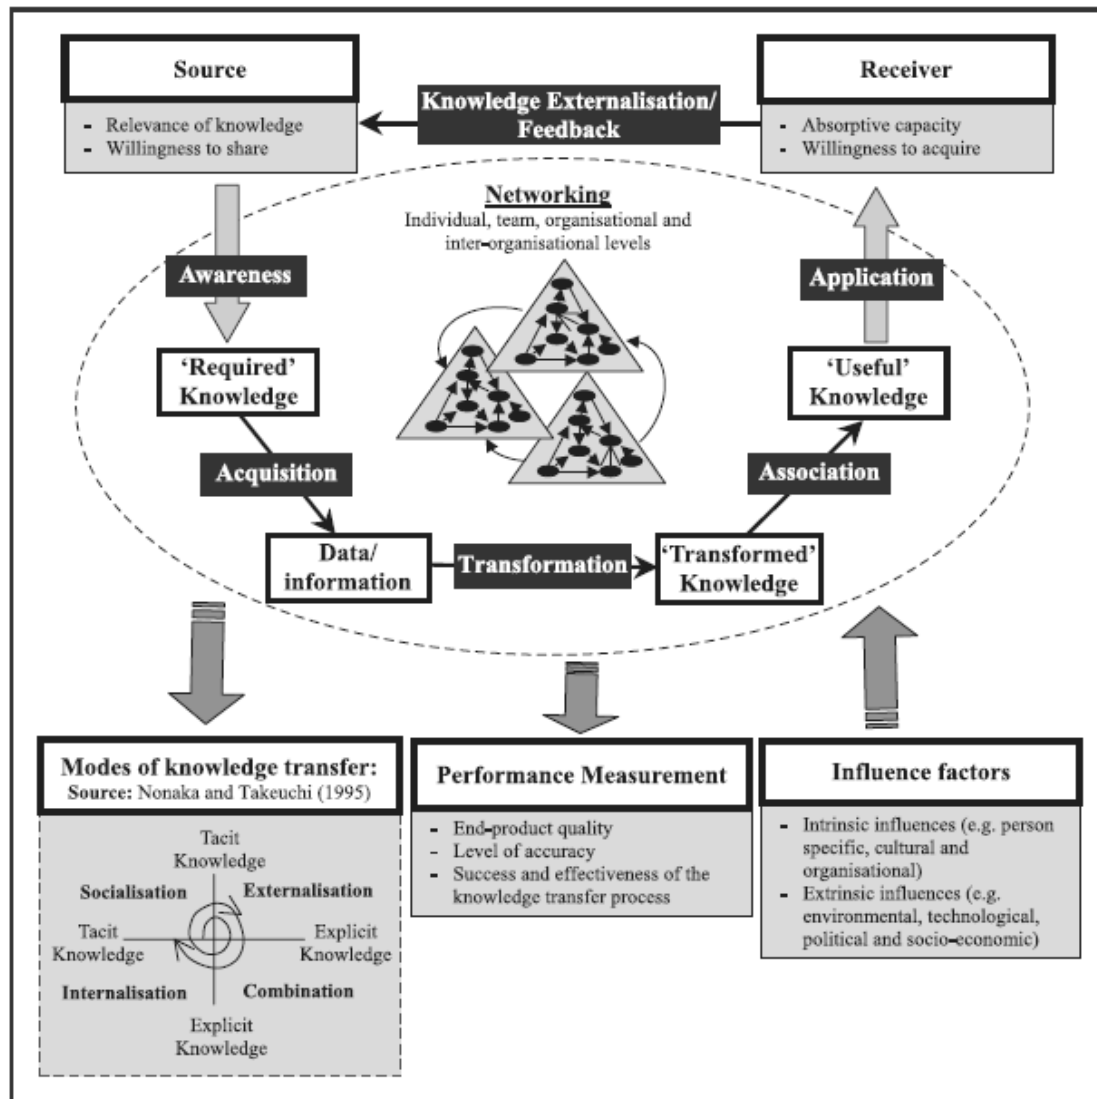 Source
- Relevance of knowledge
- Willingness to share
Knowledge Externalisation/
Feedback
Receiver
- Absorptive capacity
- Willingness to acquire
Networking
Individual, team, organisational and
inter-organisational levels
Awareness
Application
'Required'
Knowledge
'Useful'
Knowledge
Acquisition
Association
Data/
information
Transformation
'Transformed'
Knowledge
Modes of knowledge transfer:
Source: Nonaka and Takeuchi (1995)
Tacit
Knowledge
Socialisation
Externalisation
Tacit
Knowledge
Explicit
Knowledge
Internalisation
Combination
Explicit
Knowledge
Performance Measurement
- End-product quality
- Level of accuracy
- Success and effectiveness of the
knowledge transfer process
Influence factors
- Intrinsic influences (e.g. person
specific, cultural and
organisational)
- Extrinsic influences (e.g.
environmental, technological,
political and socio-economic)